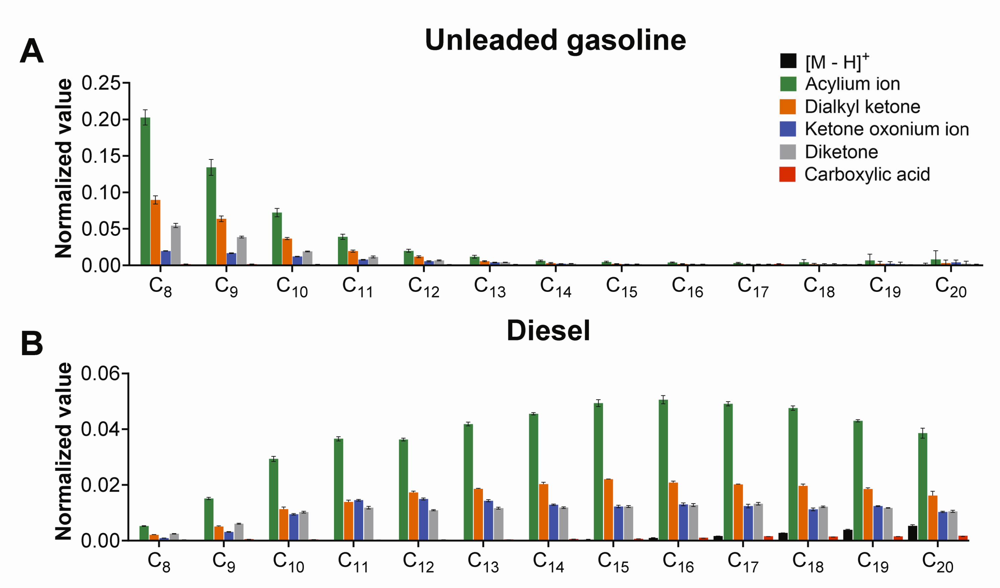 A
Unleaded gasoline
[M - H]⁺
Acylium ion
Dialkyl ketone
Ketone oxonium ion
Diketone
Carboxylic acid
Normalized value
0.25
0.20
0.15
0.10
0.05
0.00
C₈ C₉ C₁₀ C₁₁ C₁₂ C₁₃ C₁₄ C₁₅ C₁₆ C₁₇ C₁₈ C₁₉ C₂₀
B
Diesel
Normalized value
0.06
0.04
0.02
0.00
C₈ C₉ C₁₀ C₁₁ C₁₂ C₁₃ C₁₄ C₁₅ C₁₆ C₁₇ C₁₈ C₁₉ C₂₀